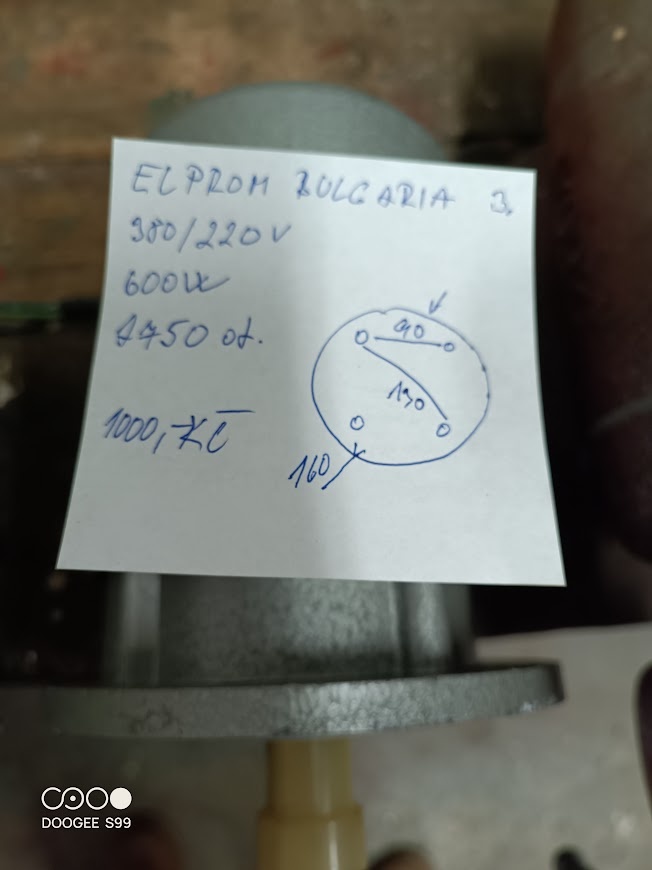 ELPROM BULGARIA 3.
380/220V
600W
1450 ot.
90
130
1000,-KČ
160
DOOGEE S99